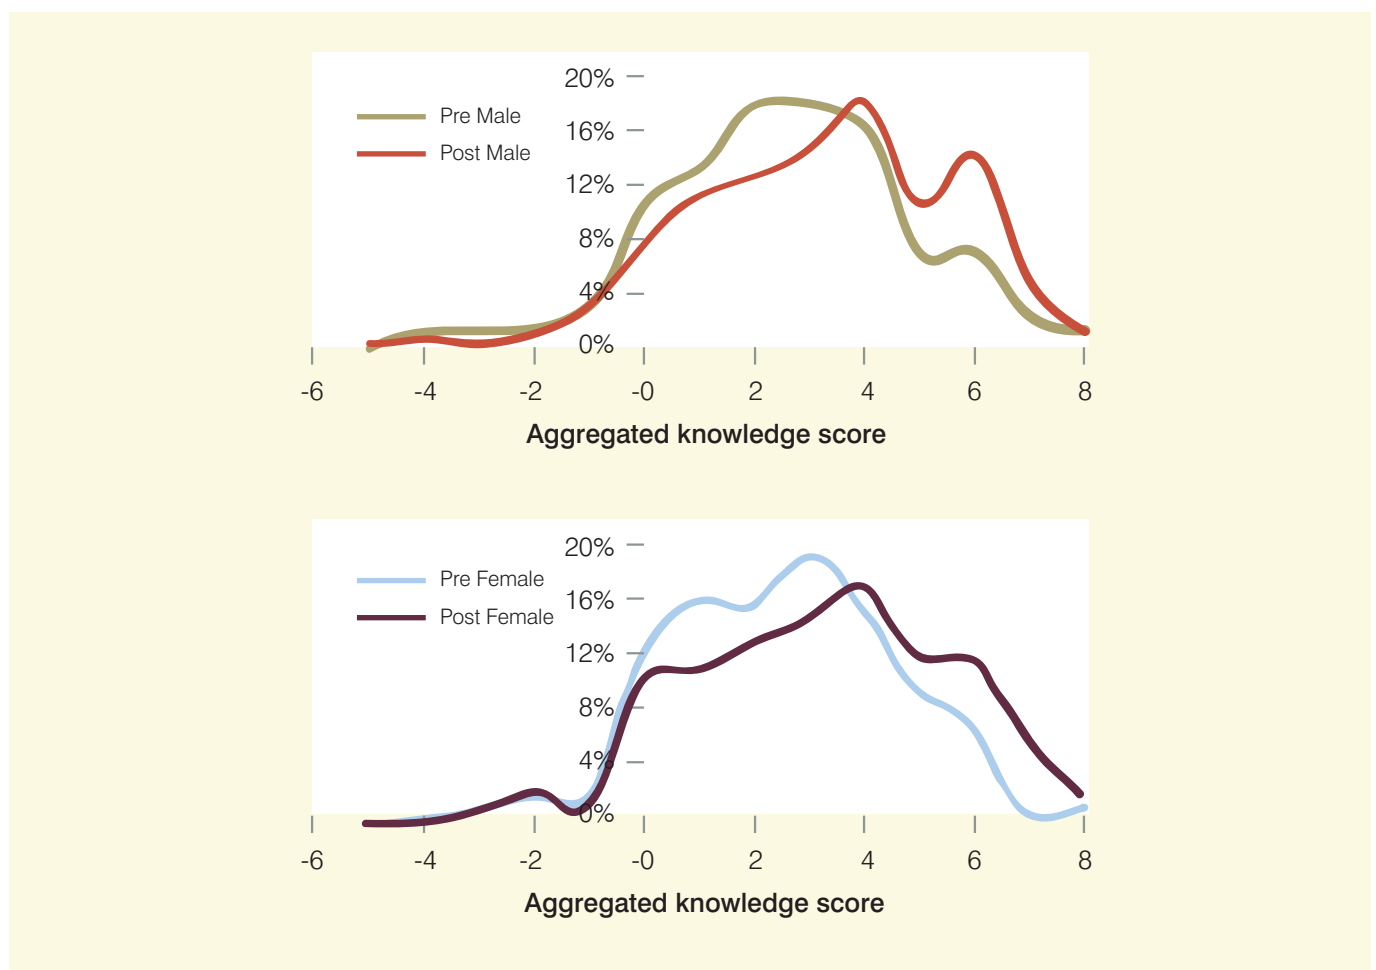 20%
Pre Male
16%
Post Male
12%
8%
4%
0%
-6 -4 -2 -0 2 4 6 8
Aggregated knowledge score
20%
Pre Female
16%
Post Female
12%
8%
4%
0%
-6 -4 -2 -0 2 4 6 8
Aggregated knowledge score